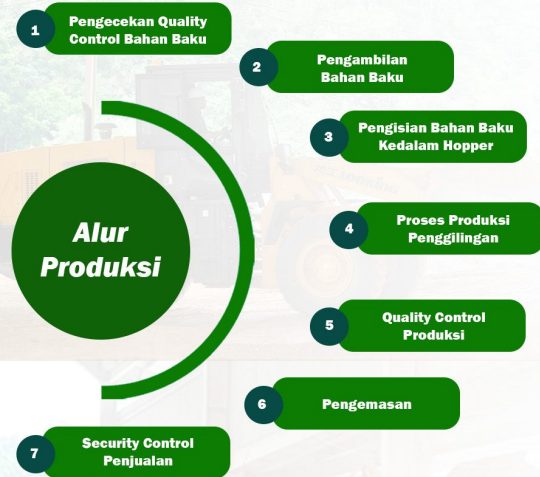 1
Pengecekan Quality
Control Bahan Baku
2
Pengambilan
Bahan Baku
3
Pengisian Bahan Baku
Kedalam Hopper
4
Proses Produksi
Penggilingan
Alur
Produksi
5
Quality Control
Produksi
6
Pengemasan
7
Security Control
Penjualan